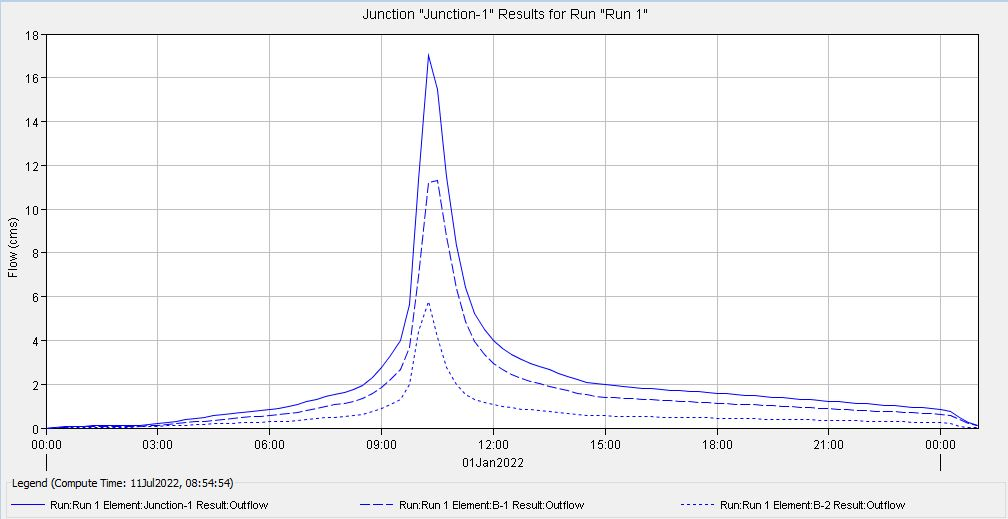 Junction "Junction-1" Results for Run "Run 1"
18
16
14
12
10
8
6
4
2
0
Flow (cms)
00:00 03:00 06:00 09:00 12:00 15:00 18:00 21:00 00:00
01Jan2022
Legend (Compute Time: 11Jul2022, 08:54:54)
Run:Run 1 Element:Junction-1 Result:Outflow Run:Run 1 Element:B-1 Result:Outflow Run:Run 1 Element:B-2 Result:Outflow